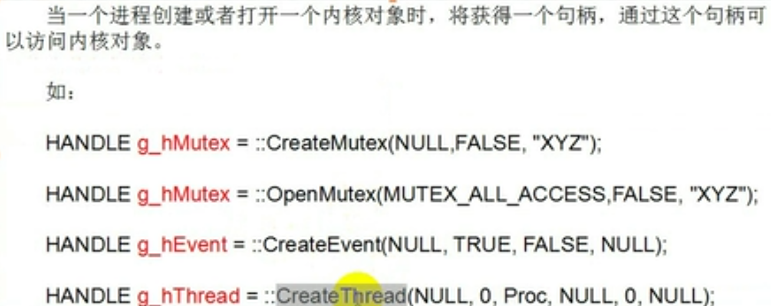 当一个进程创建或者打开一个内核对象时，将获得一个句柄，通过这个句柄可
以访问内核对象。
如：
HANDLE g_hMutex = ::CreateMutex(NULL,FALSE, "XYZ");
HANDLE g_hMutex = ::OpenMutex(MUTEX_ALL_ACCESS,FALSE, "XYZ");
HANDLE g_hEvent = ::CreateEvent(NULL, TRUE, FALSE, NULL);
HANDLE g_hThread = ::CreateThread(NULL, 0, Proc, NULL, 0, NULL);